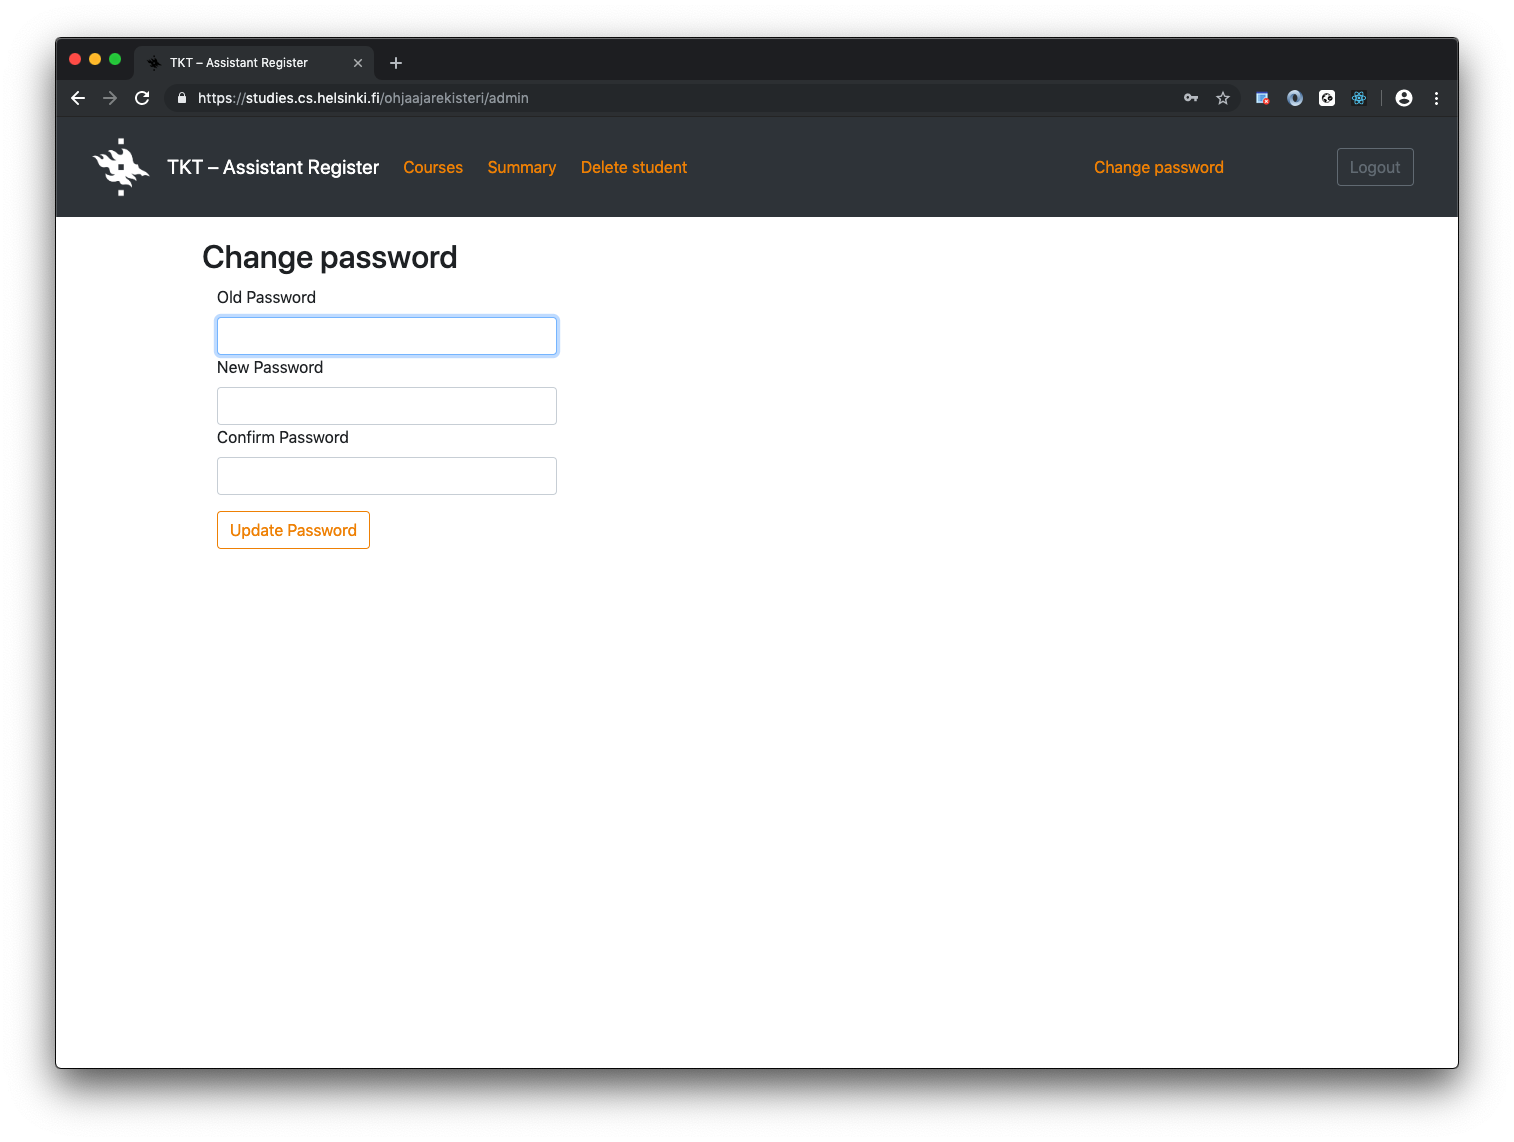 TKT – Assistant Register
https://studies.cs.helsinki.fi/ohjaajarekisteri/admin
TKT – Assistant Register Courses Summary Delete student Change password Logout
Change password
Old Password
New Password
Confirm Password
Update Password